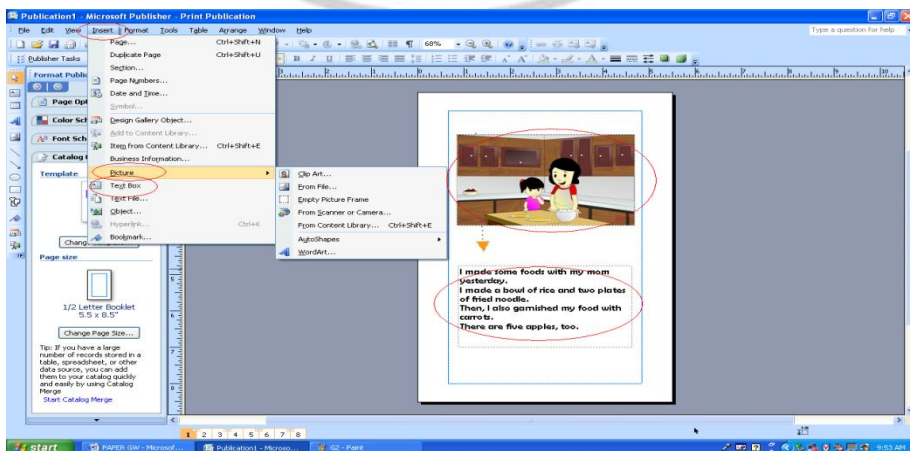 Publication1 - Microsoft Publisher - Print Publication
File Edit View Insert Format Tools Table Arrange Window Help
Type a question for help
68%
Publisher Tasks
Format Publi
Page Opt
Color Sch
Font Sch
Catalog
Template
Chang
Page size
1/2 Letter Booklet
5.5 x 8.5"
Change Page Size...
Tip: If you have a large
number of records stored in a
table, spreadsheet, or other
data source, you can add
them to your catalog quickly
and easily by using Catalog
Merge
Start Catalog Merge
Page... Ctrl+Shift+N
Duplicate Page Ctrl+Shift+U
Section...
Page Numbers...
Date and Time...
Symbol...
Design Gallery Object...
Add to Content Library...
Item from Content Library... Ctrl+Shift+E
Business Information...
Picture
Text Box
Text File...
Object...
Hyperlink... Ctrl+K
Bookmark...
Clip Art...
From File...
Empty Picture Frame
From Scanner or Camera...
From Content Library... Ctrl+Shift+E
AutoShapes
WordArt...
I made some foods with my mom
yesterday.
I made a bowl of rice and two plates
of fried noodle.
Then, I also garnished my food with
carrots.
There are five apples, too.
1 2 3 4 5 6 7 8
start
PAPER GW - Microsof...
Publication1 - Microso...
G2 - Paint
9:53 AM